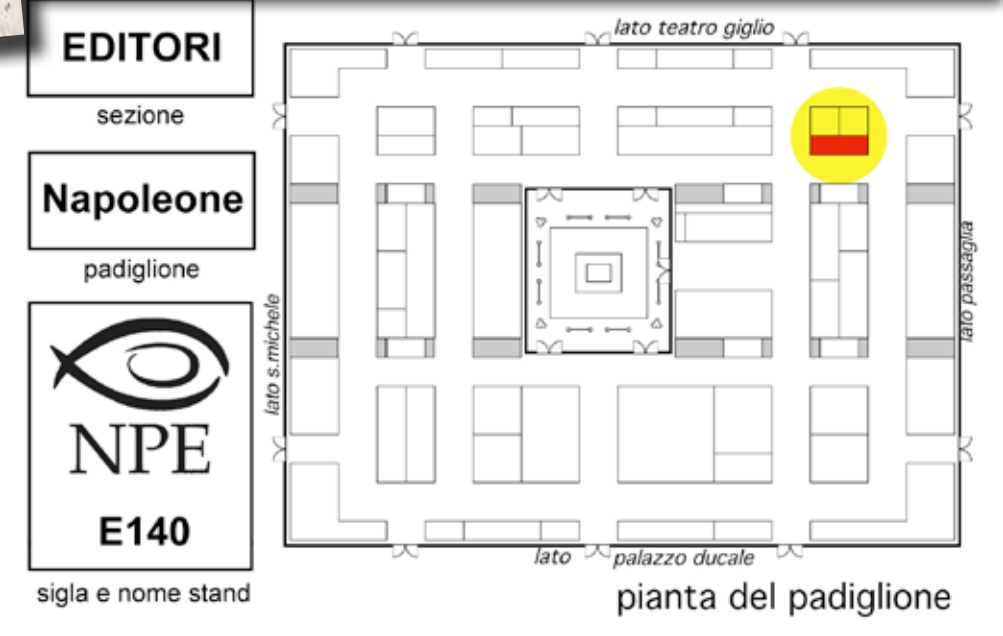 EDITORI
sezione
Napoleone
padiglione
NPE
E140
sigla e nome stand
lato teatro giglio
lato s.michele
lato passaglia
lato palazzo ducale
pianta del padiglione